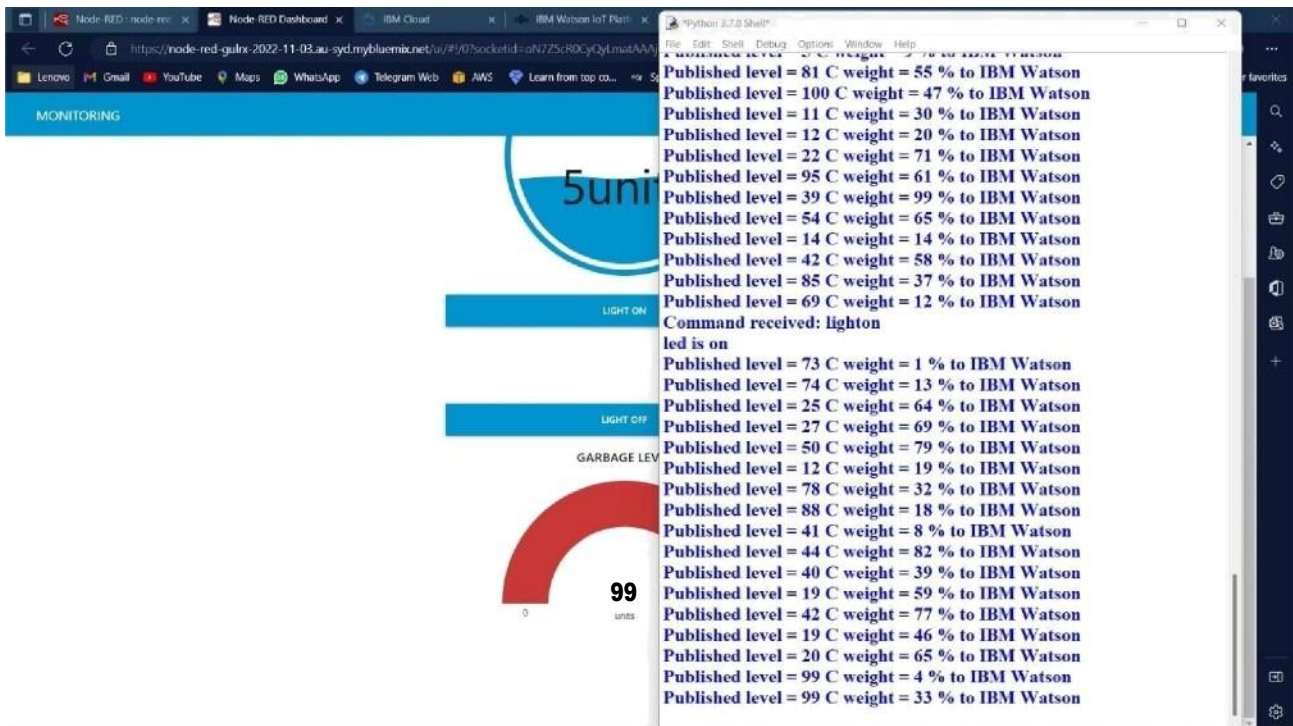 Node-RED : node-red
Node-RED Dashboard
IBM Cloud
IBM Watson IoT Plat
https://node-red-gulnx-2022-11-03.au-syd.mybluemix.net/ui/#!/0?socketid=
Lenovo
Gmail
YouTube
Maps
WhatsApp
Telegram Web
AWS
Learn from top co...
r favorites
MONITORING
5unit
LIGHT ON
LIGHT OFF
GARBAGE LEV
99
units
0
*Python 3.7.0 Shell*
File Edit Shell Debug Options Window Help
Published level = 81 C weight = 55 % to IBM Watson
Published level = 100 C weight = 47 % to IBM Watson
Published level = 11 C weight = 30 % to IBM Watson
Published level = 12 C weight = 20 % to IBM Watson
Published level = 22 C weight = 71 % to IBM Watson
Published level = 95 C weight = 61 % to IBM Watson
Published level = 39 C weight = 99 % to IBM Watson
Published level = 54 C weight = 65 % to IBM Watson
Published level = 14 C weight = 14 % to IBM Watson
Published level = 42 C weight = 58 % to IBM Watson
Published level = 85 C weight = 37 % to IBM Watson
Published level = 69 C weight = 12 % to IBM Watson
Command received: lighton
led is on
Published level = 73 C weight = 1 % to IBM Watson
Published level = 74 C weight = 13 % to IBM Watson
Published level = 25 C weight = 64 % to IBM Watson
Published level = 27 C weight = 69 % to IBM Watson
Published level = 50 C weight = 79 % to IBM Watson
Published level = 12 C weight = 19 % to IBM Watson
Published level = 78 C weight = 32 % to IBM Watson
Published level = 88 C weight = 18 % to IBM Watson
Published level = 41 C weight = 8 % to IBM Watson
Published level = 44 C weight = 82 % to IBM Watson
Published level = 40 C weight = 39 % to IBM Watson
Published level = 19 C weight = 59 % to IBM Watson
Published level = 42 C weight = 77 % to IBM Watson
Published level = 19 C weight = 46 % to IBM Watson
Published level = 20 C weight = 65 % to IBM Watson
Published level = 99 C weight = 4 % to IBM Watson
Published level = 99 C weight = 33 % to IBM Watson